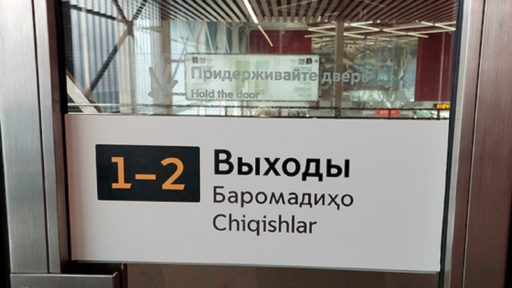 Придерживайте дверь
Hold the door
1–2
Выходы
Баромадиҳо
Chiqishlar